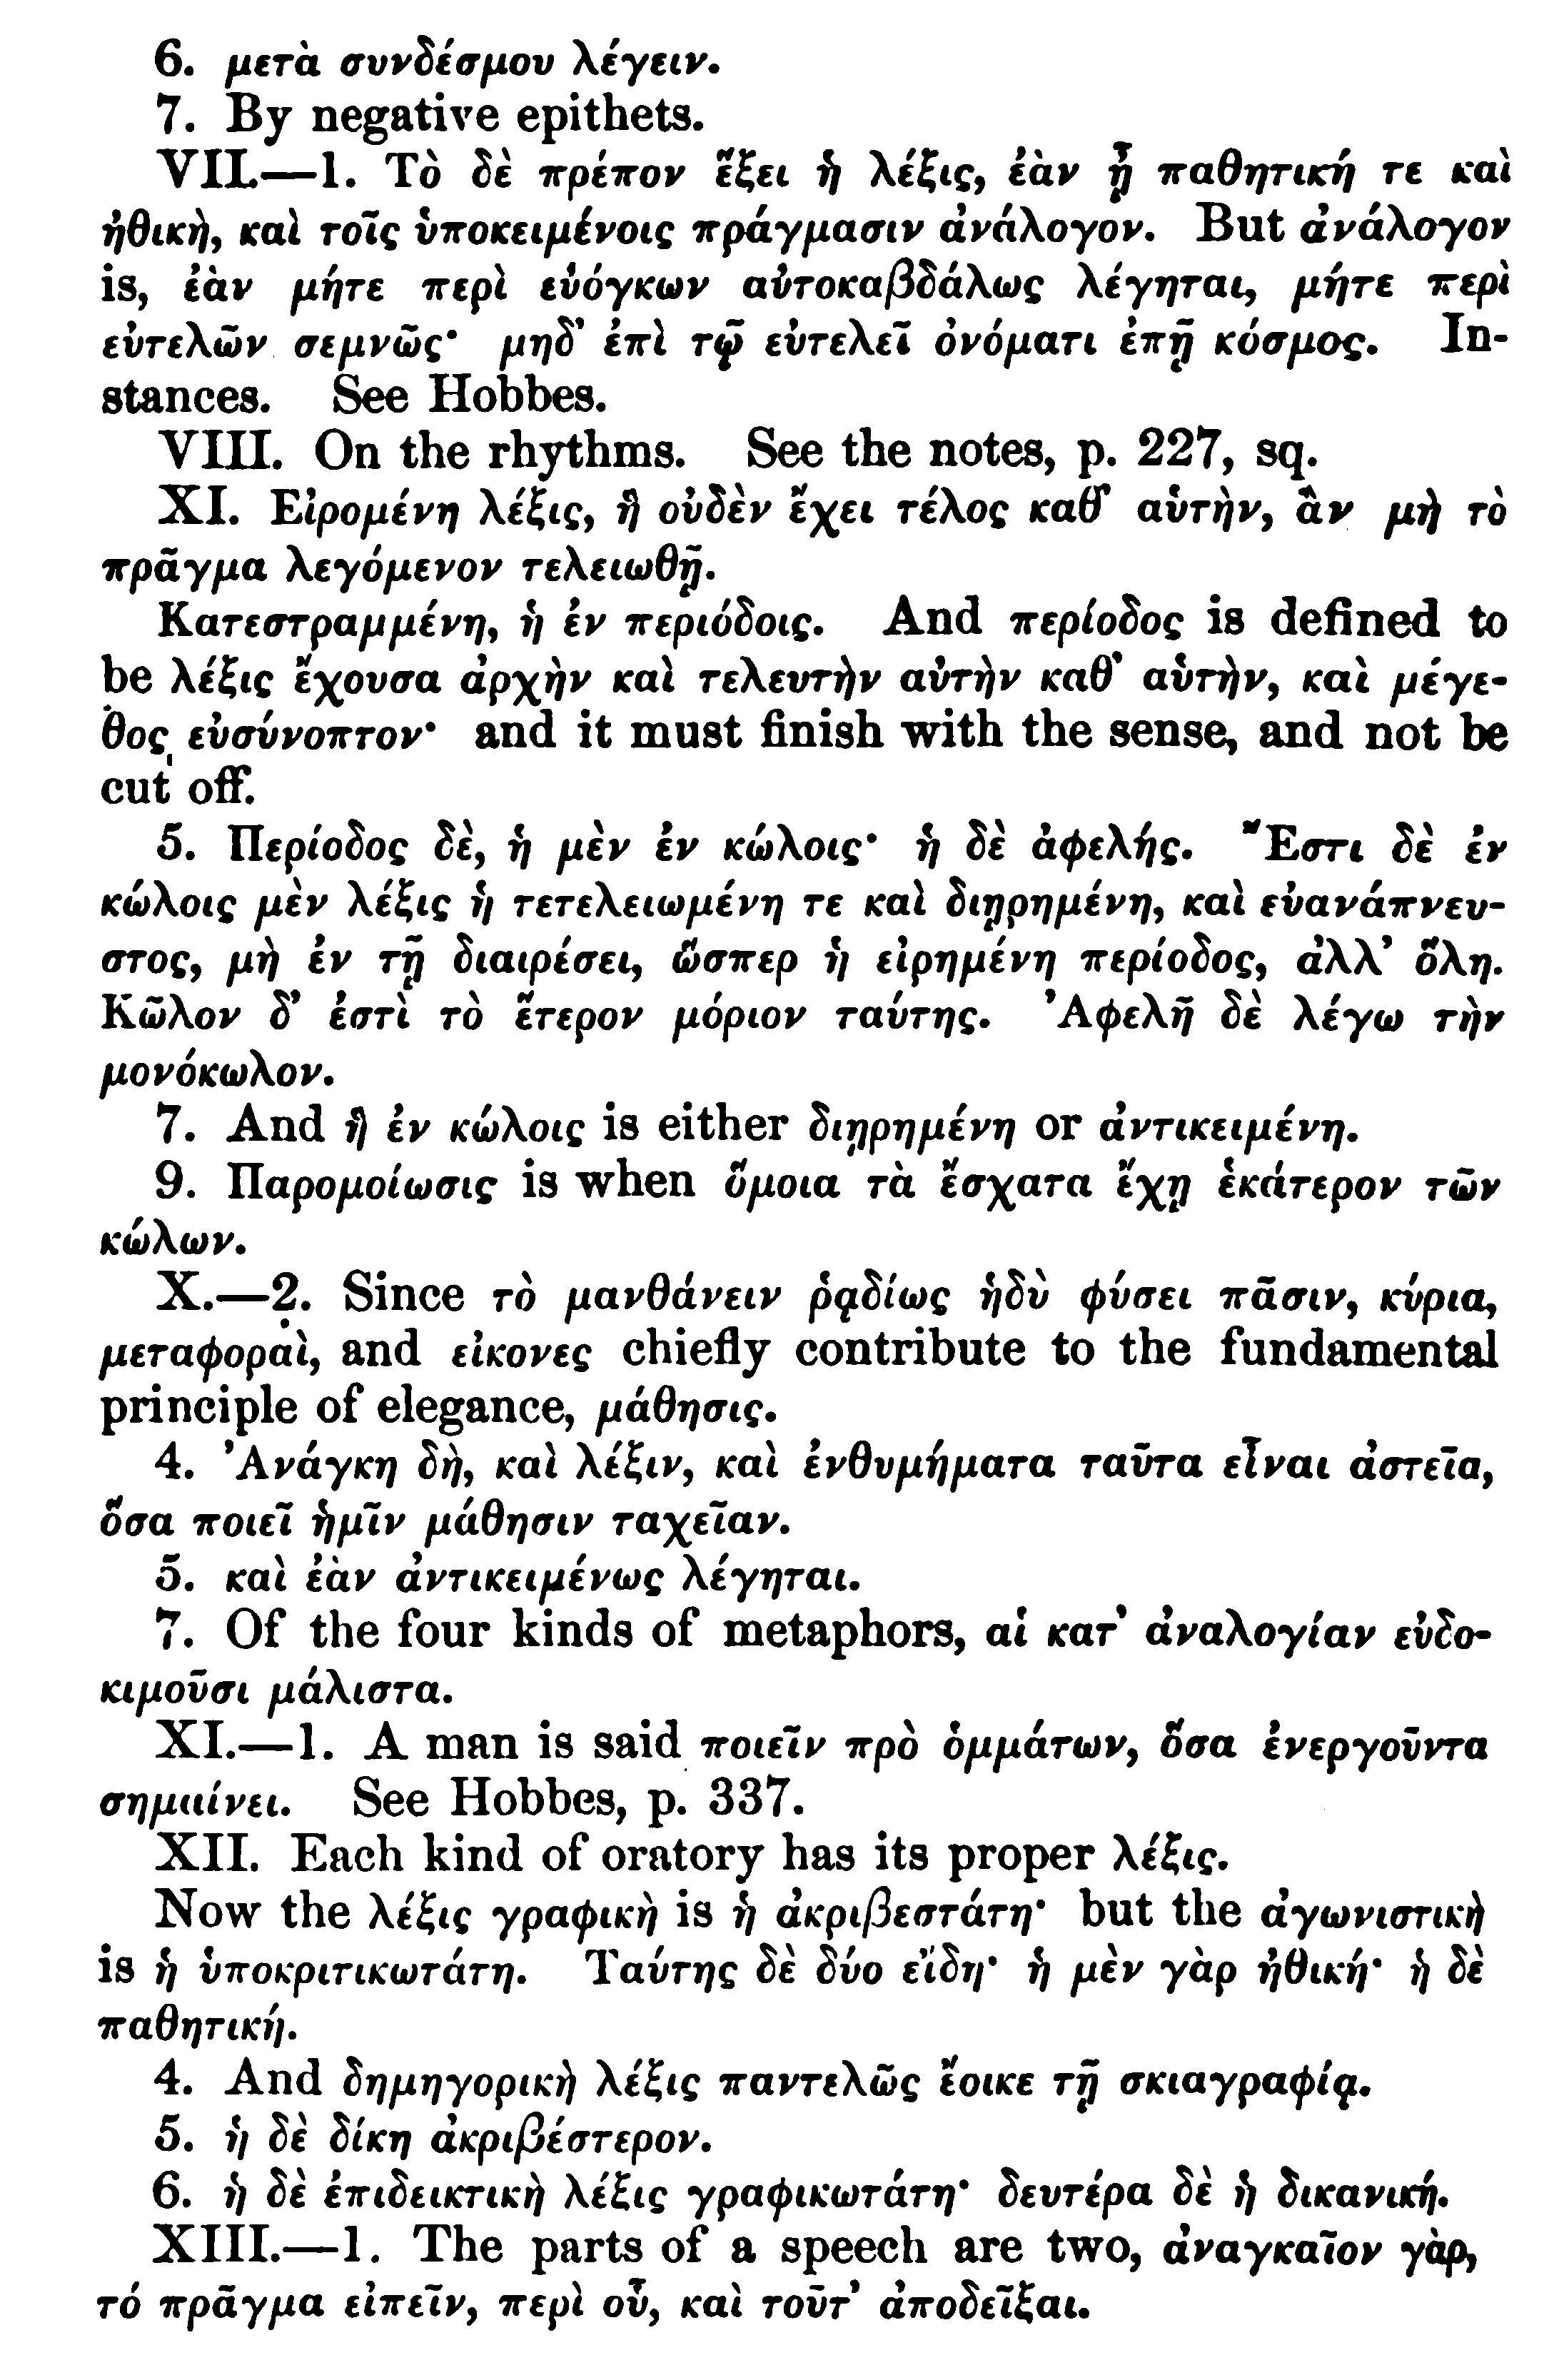 6. μετὰ συνδέσμου λέγειν.
7. By negative epithets.
VII.—1. Τὸ δὲ πρέπον ἕξει ἡ λέξις, ἐὰν ᾖ παθητική τε καὶ
ἠθικὴ, καὶ τοῖς ὑποκειμένοις πράγμασιν ἀνάλογον. But ἀνάλογον
is, ἐὰν μήτε περὶ εὐόγκων αὐτοκαβδάλως λέγηται, μήτε περὶ
εὐτελῶν σεμνῶς· μηδ’ ἐπὶ τῷ εὐτελεῖ ὀνόματι ἐπῇ κόσμος. In-
stances. See Hobbes.
VIII. On the rhythms. See the notes, p. 227, sq.
XI. Εἰρομένη λέξις, ἣ οὐδὲν ἔχει τέλος καθ’ αὑτὴν, ἂν μὴ τὸ
πρᾶγμα λεγόμενον τελειωθῇ.
Κατεστραμμένη, ἡ ἐν περιόδοις. And περίοδος is defined to
be λέξις ἔχουσα ἀρχὴν καὶ τελευτὴν αὐτὴν καθ’ αὑτὴν, καὶ μέγε-
θος εὐσύνοπτον· and it must finish with the sense, and not be
cut off.
5. Περίοδος δὲ, ἡ μὲν ἐν κώλοις· ἡ δὲ ἀφελής. Ἔστι δὲ ἐν
κώλοις μὲν λέξις ἡ τετελειωμένη τε καὶ διῃρημένη, καὶ εὐανάπνευ-
στος, μὴ ἐν τῇ διαιρέσει, ὥσπερ ἡ εἰρημένη περίοδος, ἀλλ’ ὅλη.
Κῶλον δ’ ἐστὶ τὸ ἕτερον μόριον ταύτης. Ἀφελῆ δὲ λέγω τὴν
μονόκωλον.
7. And ἣ ἐν κώλοις is either διῃρημένη or ἀντικειμένη.
9. Παρομοίωσις is when ὅμοια τὰ ἔσχατα ἔχῃ ἑκάτερον τῶν
κώλων.
X.—2. Since τὸ μανθάνειν ῥᾳδίως ἡδὺ φύσει πᾶσιν, κύρια,
μεταφοραὶ, and εἰκονες chiefly contribute to the fundamental
principle of elegance, μάθησις.
4. Ἀνάγκη δὴ, καὶ λέξιν, καὶ ἐνθυμήματα ταῦτα εἶναι ἀστεῖα,
ὅσα ποιεῖ ἡμῖν μάθησιν ταχεῖαν.
5. καὶ ἐὰν ἀντικειμένως λέγηται.
7. Of the four kinds of metaphors, αἱ κατ’ ἀναλογίαν εὐδο-
κιμοῦσι μάλιστα.
XI.—1. A man is said ποιεῖν πρὸ ὀμμάτων, ὅσα ἐνεργοῦντα
σημαίνει. See Hobbes, p. 337.
XII. Each kind of oratory has its proper λέξις.
Now the λέξις γραφικὴ is ἡ ἀκριβεστάτη· but the ἀγωνιστικὴ
is ἡ ὑποκριτικωτάτη. Ταύτης δὲ δύο εἴδη· ἡ μὲν γὰρ ἠθική· ἡ δὲ
παθητική.
4. And δημηγορικὴ λέξις παντελῶς ἔοικε τῇ σκιαγραφίᾳ.
5. ἡ δὲ δίκη ἀκριβέστερον.
6. ἡ δὲ ἐπιδεικτικὴ λέξις γραφικωτάτη· δευτέρα δὲ ἡ δικανική.
XIII.—1. The parts of a speech are two, ἀναγκαῖον γὰρ,
τό πρᾶγμα εἰπεῖν, περὶ οὗ, καὶ τοῦτ’ ἀποδεῖξαι.